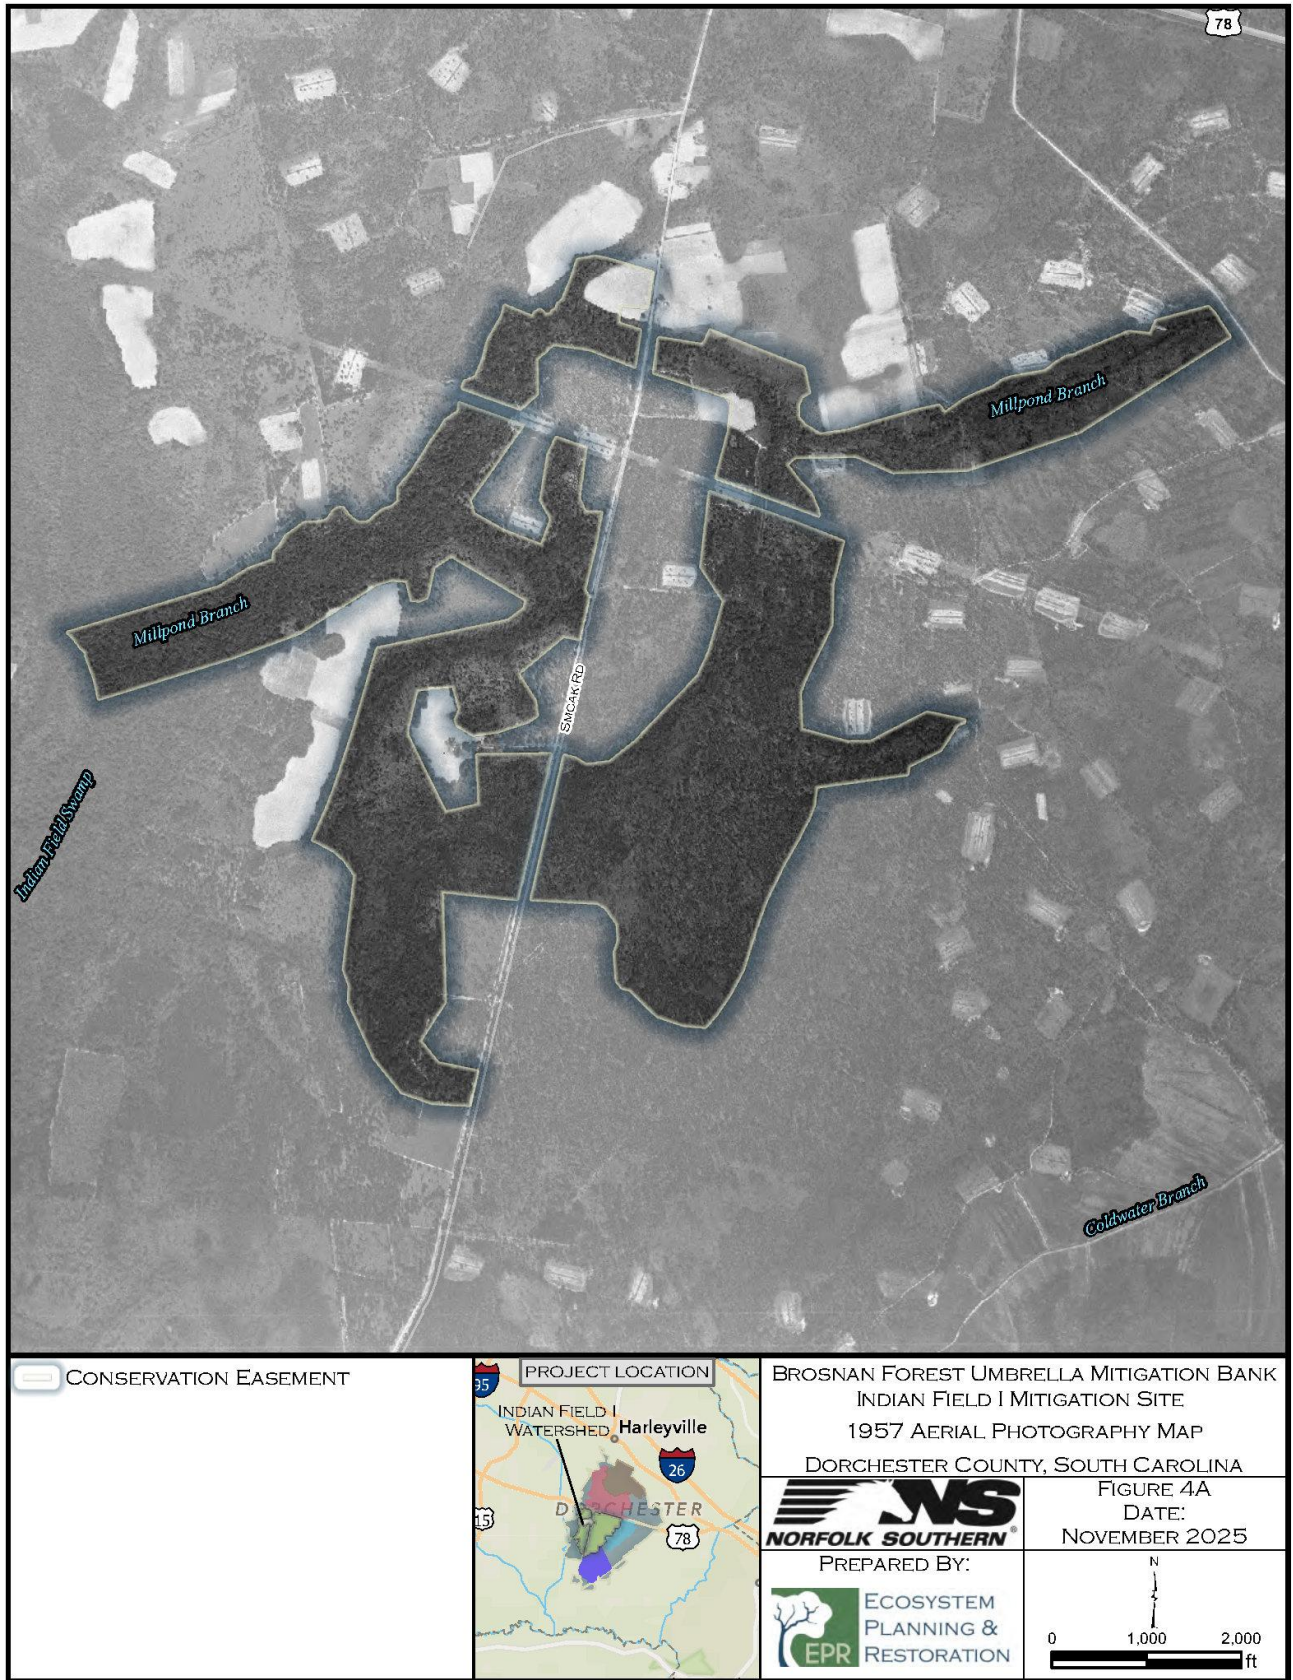 78
Millpond Branch
Millpond Branch
SMCAK RD
Indian Field Swamp
Coldwater Branch
CONSERVATION EASEMENT
PROJECT LOCATION
95
INDIAN FIELD I
WATERSHED
Harleyville
26
DORCHESTER
15
78
BROSNAN FOREST UMBRELLA MITIGATION BANK
INDIAN FIELD I MITIGATION SITE
1957 AERIAL PHOTOGRAPHY MAP
DORCHESTER COUNTY, SOUTH CAROLINA
NS
NORFOLK SOUTHERN®
FIGURE 4A
DATE:
NOVEMBER 2025
PREPARED BY:
EPR
ECOSYSTEM
PLANNING &
RESTORATION
N
0 1,000 2,000
ft